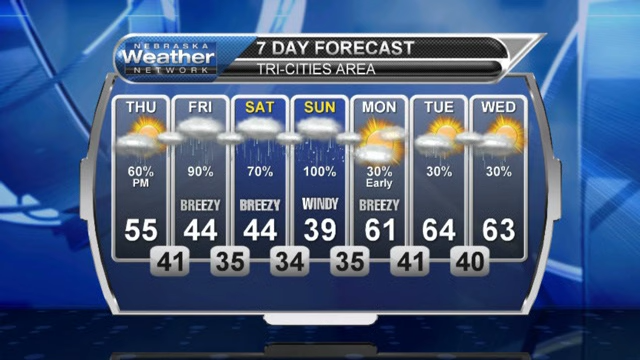 NEBRASKA
Weather
NETWORK
7 DAY FORECAST
TRI-CITIES AREA
THU FRI SAT SUN MON TUE WED
60% 90% 70% 100% 30% 30% 30%
PM Early
BREEZY BREEZY WINDY BREEZY
55 44 44 39 61 64 63
41 35 34 35 41 40